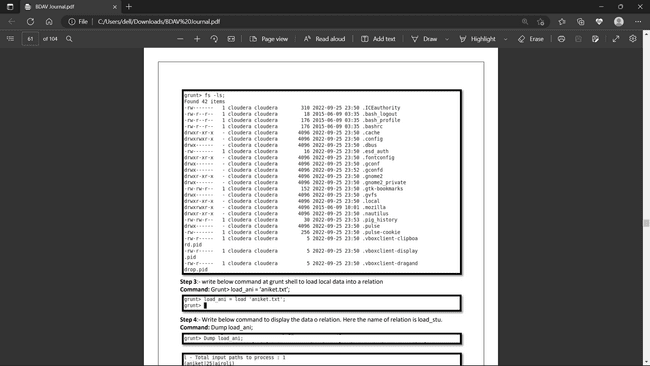 BDAV Journal.pdf
File C:/Users/dell/Downloads/BDAV%20Journal.pdf
61 of 104 Page view Read aloud Add text Draw Highlight Erase
grunt> fs -ls;
Found 42 items
-rw------- 1 cloudera cloudera 310 2022-09-25 23:50 .ICEauthority
-rw-r--r-- 1 cloudera cloudera 18 2015-06-09 03:35 .bash_logout
-rw-r--r-- 1 cloudera cloudera 176 2015-06-09 03:35 .bash_profile
-rw-r--r-- 1 cloudera cloudera 176 2015-06-09 03:35 .bashrc
drwxr-xr-x - cloudera cloudera 4096 2022-09-25 23:50 .cache
drwxrwxr-x - cloudera cloudera 4096 2022-09-25 23:50 .config
drwx------ - cloudera cloudera 4096 2022-09-25 23:50 .dbus
-rw------- 1 cloudera cloudera 16 2022-09-25 23:50 .esd_auth
drwxr-xr-x - cloudera cloudera 4096 2022-09-25 23:50 .fontconfig
drwx------ - cloudera cloudera 4096 2022-09-25 23:50 .gconf
drwx------ - cloudera cloudera 4096 2022-09-25 23:52 .gconfd
drwxr-xr-x - cloudera cloudera 4096 2022-09-25 23:50 .gnome2
drwx------ - cloudera cloudera 4096 2022-09-25 23:50 .gnome2_private
-rw-rw-r-- 1 cloudera cloudera 152 2022-09-25 23:50 .gtk-bookmarks
drwx------ - cloudera cloudera 4096 2022-09-25 23:50 .gvfs
drwxrwxr-x - cloudera cloudera 4096 2022-09-25 23:50 .local
drwxrwxr-x - cloudera cloudera 4096 2015-06-09 10:01 .mozilla
drwxr-xr-x - cloudera cloudera 4096 2022-09-25 23:50 .nautilus
-rw-rw-r-- 1 cloudera cloudera 30 2022-09-25 23:53 .pig_history
drwx------ - cloudera cloudera 4096 2022-09-25 23:50 .pulse
-rw------- 1 cloudera cloudera 256 2022-09-25 23:50 .pulse-cookie
-rw-r----- 1 cloudera cloudera 5 2022-09-25 23:50 .vboxclient-clipboa
rd.pid
-rw-r----- 1 cloudera cloudera 5 2022-09-25 23:50 .vboxclient-display
.pid
-rw-r----- 1 cloudera cloudera 5 2022-09-25 23:50 .vboxclient-dragand
drop.pid
Step 3:- write below command at grunt shell to load local data into a relation
Command: Grunt> load_ani = 'aniket.txt';
grunt> load_ani = load 'aniket.txt';
grunt>
Step 4:- Write below command to display the data o relation. Here the name of relation is load_stu.
Command: Dump load_ani;
grunt> Dump load_ani;
1 - Total input paths to process : 1
(aniket|25|airoli)